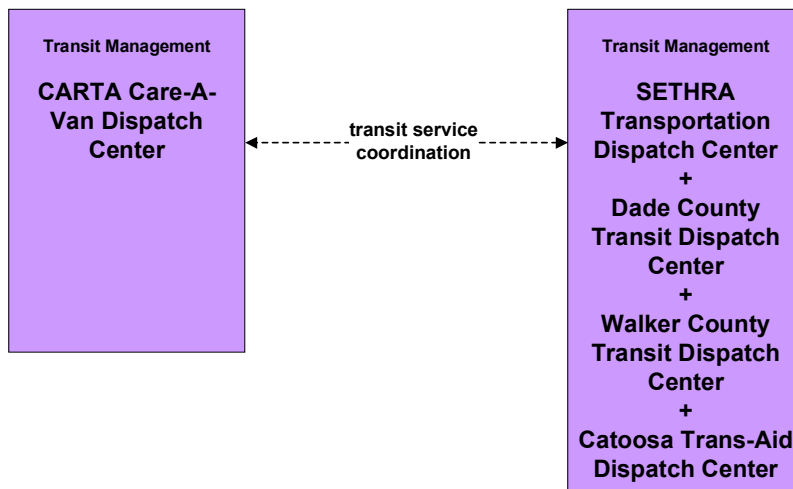 Transit Management
CARTA Care-A-
Van Dispatch
Center
transit service
coordination
Transit Management
SETHRA
Transportation
Dispatch Center
+
Dade County
Transit Dispatch
Center
+
Walker County
Transit Dispatch
Center
+
Catoosa Trans-Aid
Dispatch Center